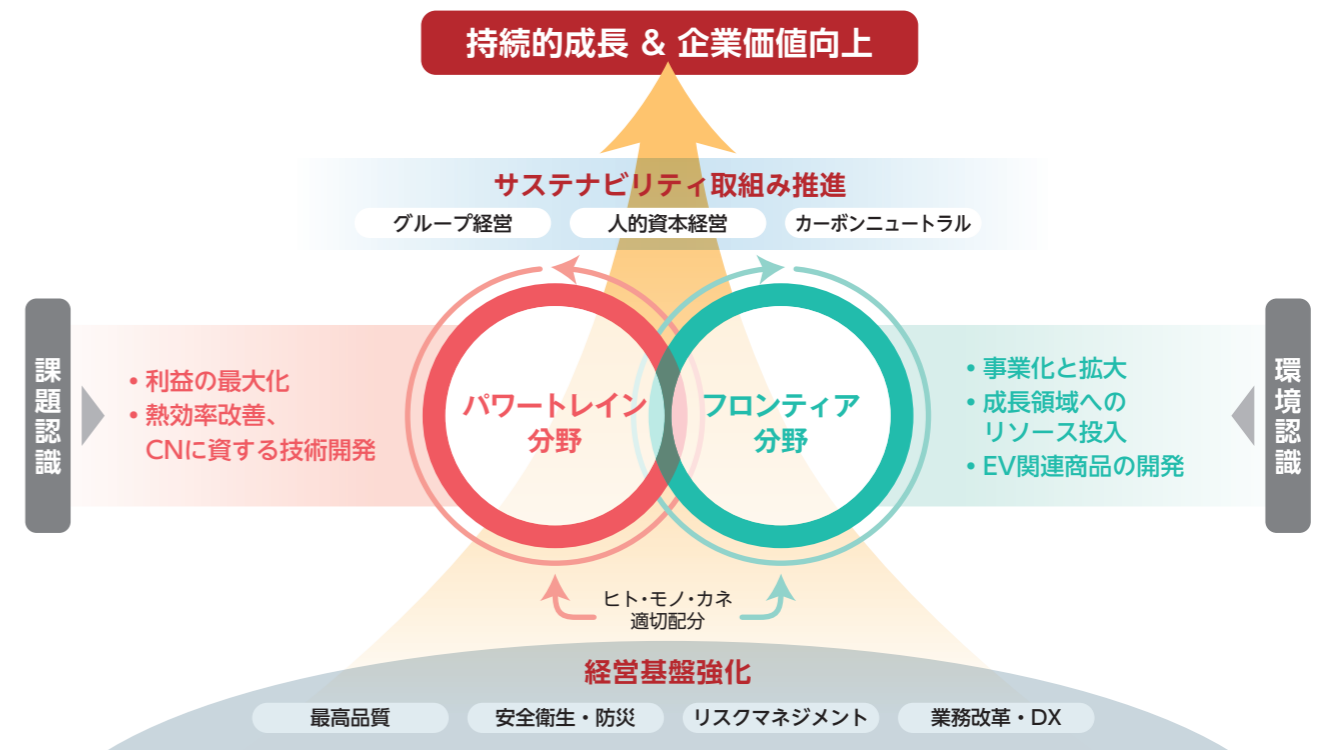 持続的成長 & 企業価値向上
サステナビリティ取組み推進
グループ経営
人的資本経営
カーボンニュートラル
課題認識
・利益の最大化
・熱効率改善、
CNに資する技術開発
パワートレイン
分野
フロンティア
分野
・事業化と拡大
・成長領域への
リソース投入
・EV関連商品の開発
環境認識
ヒト・モノ・カネ
適切配分
経営基盤強化
最高品質
安全衛生・防災
リスクマネジメント
業務改革・DX